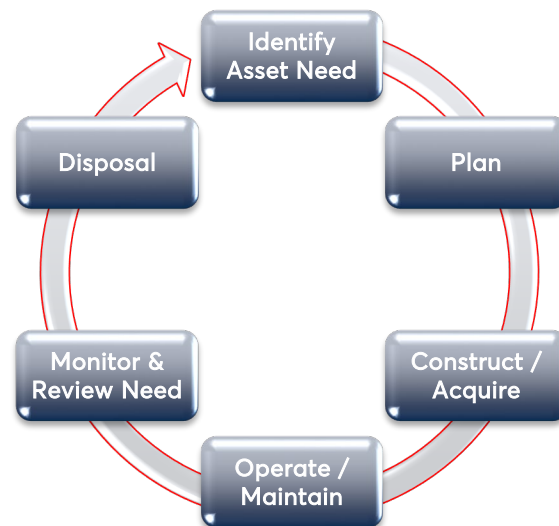 Identify
Asset Need
Plan
Construct /
Acquire
Operate /
Maintain
Monitor &
Review Need
Disposal